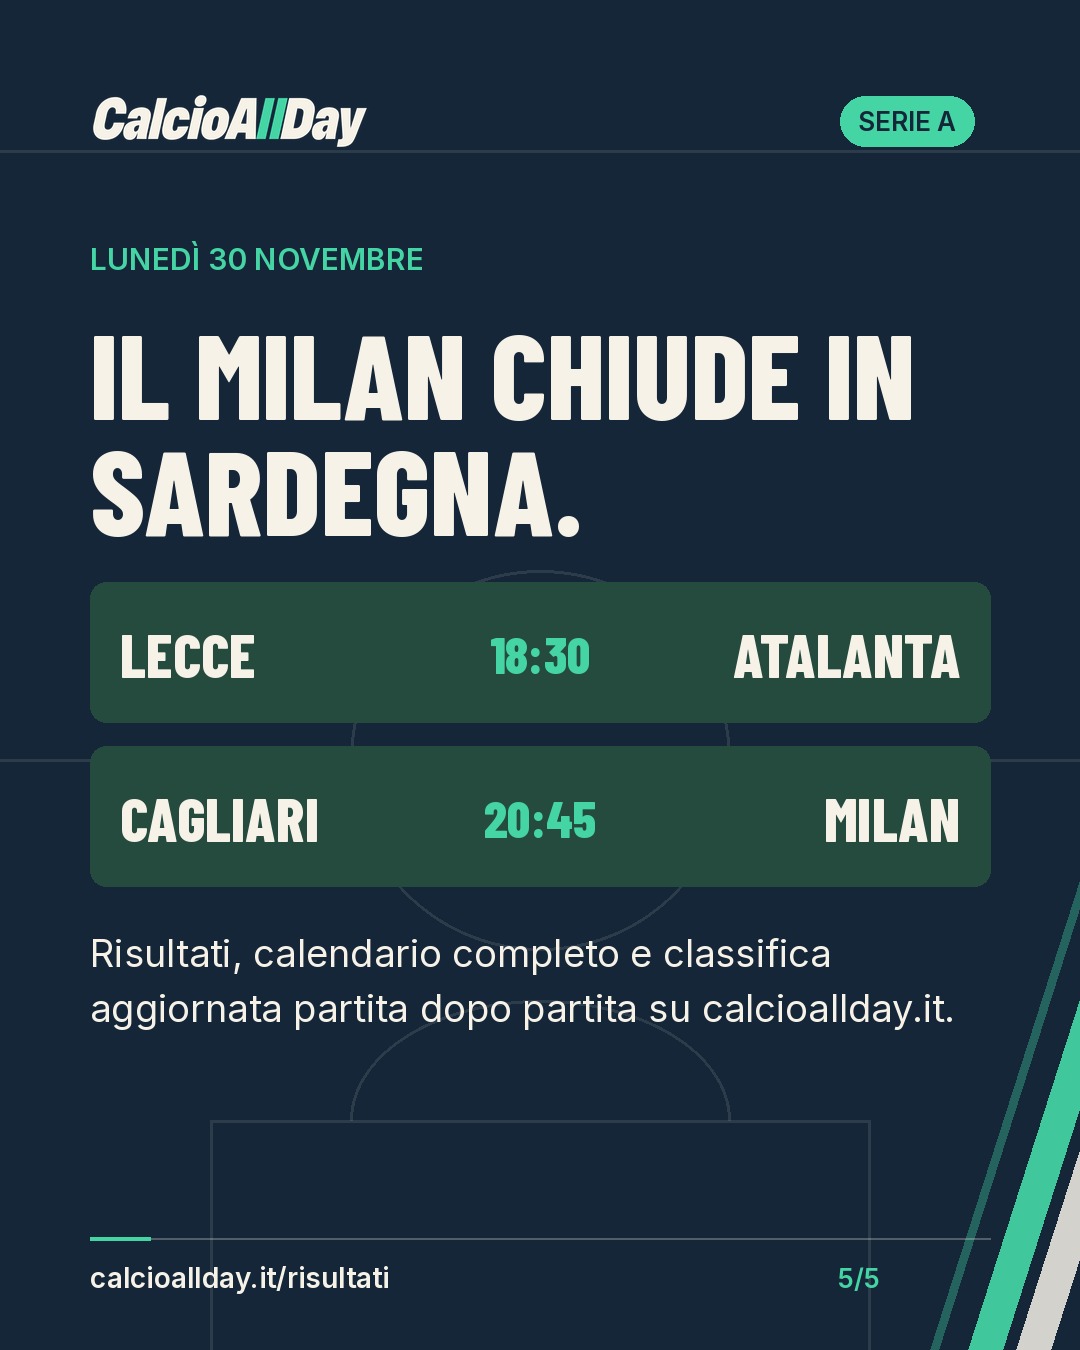 CalcioAllDay
SERIE A
LUNEDÌ 30 NOVEMBRE
IL MILAN CHIUDE IN
SARDEGNA.
LECCE 18:30 ATALANTA
CAGLIARI 20:45 MILAN
Risultati, calendario completo e classifica
aggiornata partita dopo partita su calcioallday.it.
calcioallday.it/risultati 5/5